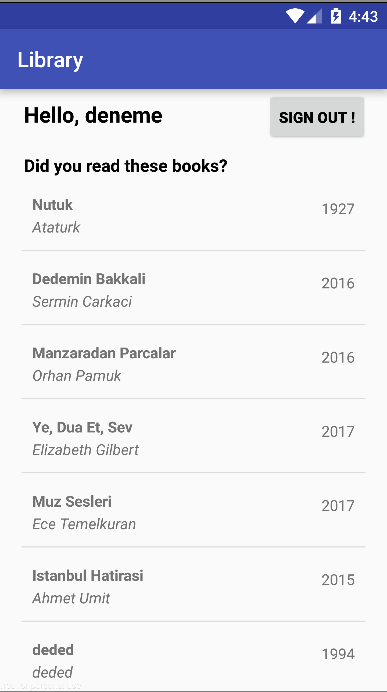 4:43
Library
Hello, deneme
SIGN OUT !
Did you read these books?
Nutuk
1927
Ataturk
Dedemin Bakkali
2016
Sermin Carkaci
Manzaradan Parcalar
2016
Orhan Pamuk
Ye, Dua Et, Sev
2017
Elizabeth Gilbert
Muz Sesleri
2017
Ece Temelkuran
Istanbul Hatirasi
2015
Ahmet Umit
deded
1994
deded